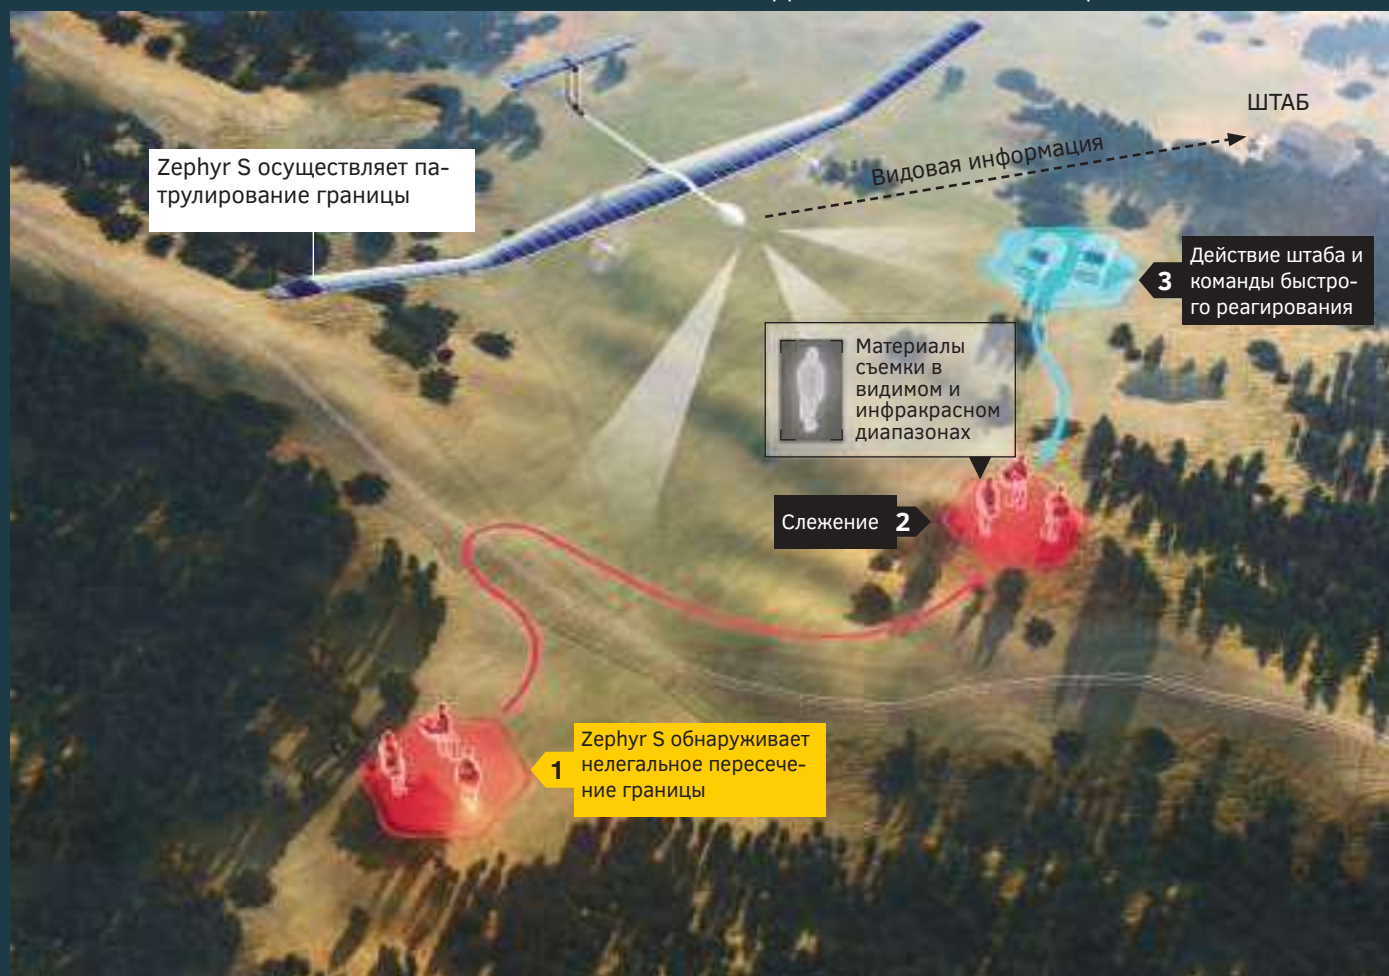 ШТАБ
Видовая информация
Zephyr S осуществляет па-
трулирование границы
3
Действие штаба и
команды быстро-
го реагирования
Материалы
съемки в
видимом и
инфракрасном
диапазонах
Слежение 2
1
Zephyr S обнаруживает
нелегальное пересече-
ние границы